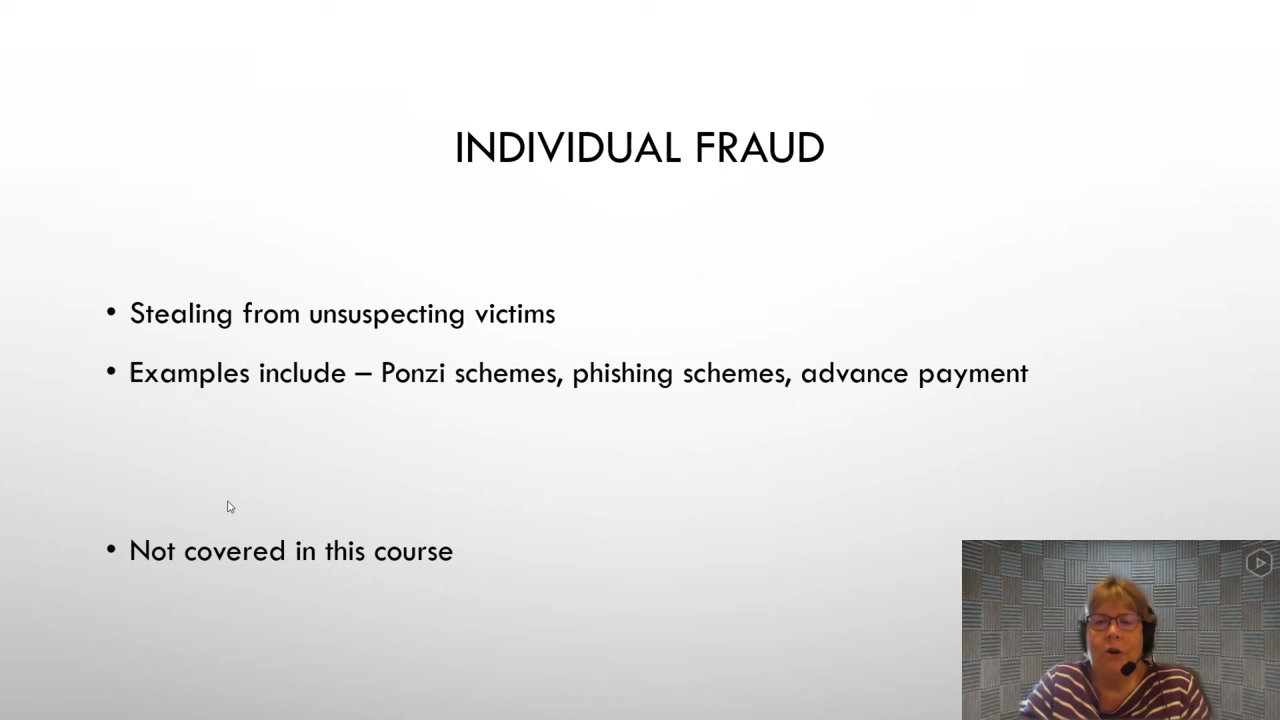 INDIVIDUAL FRAUD
• Stealing from unsuspecting victims
• Examples include – Ponzi schemes, phishing schemes, advance payment
• Not covered in this course